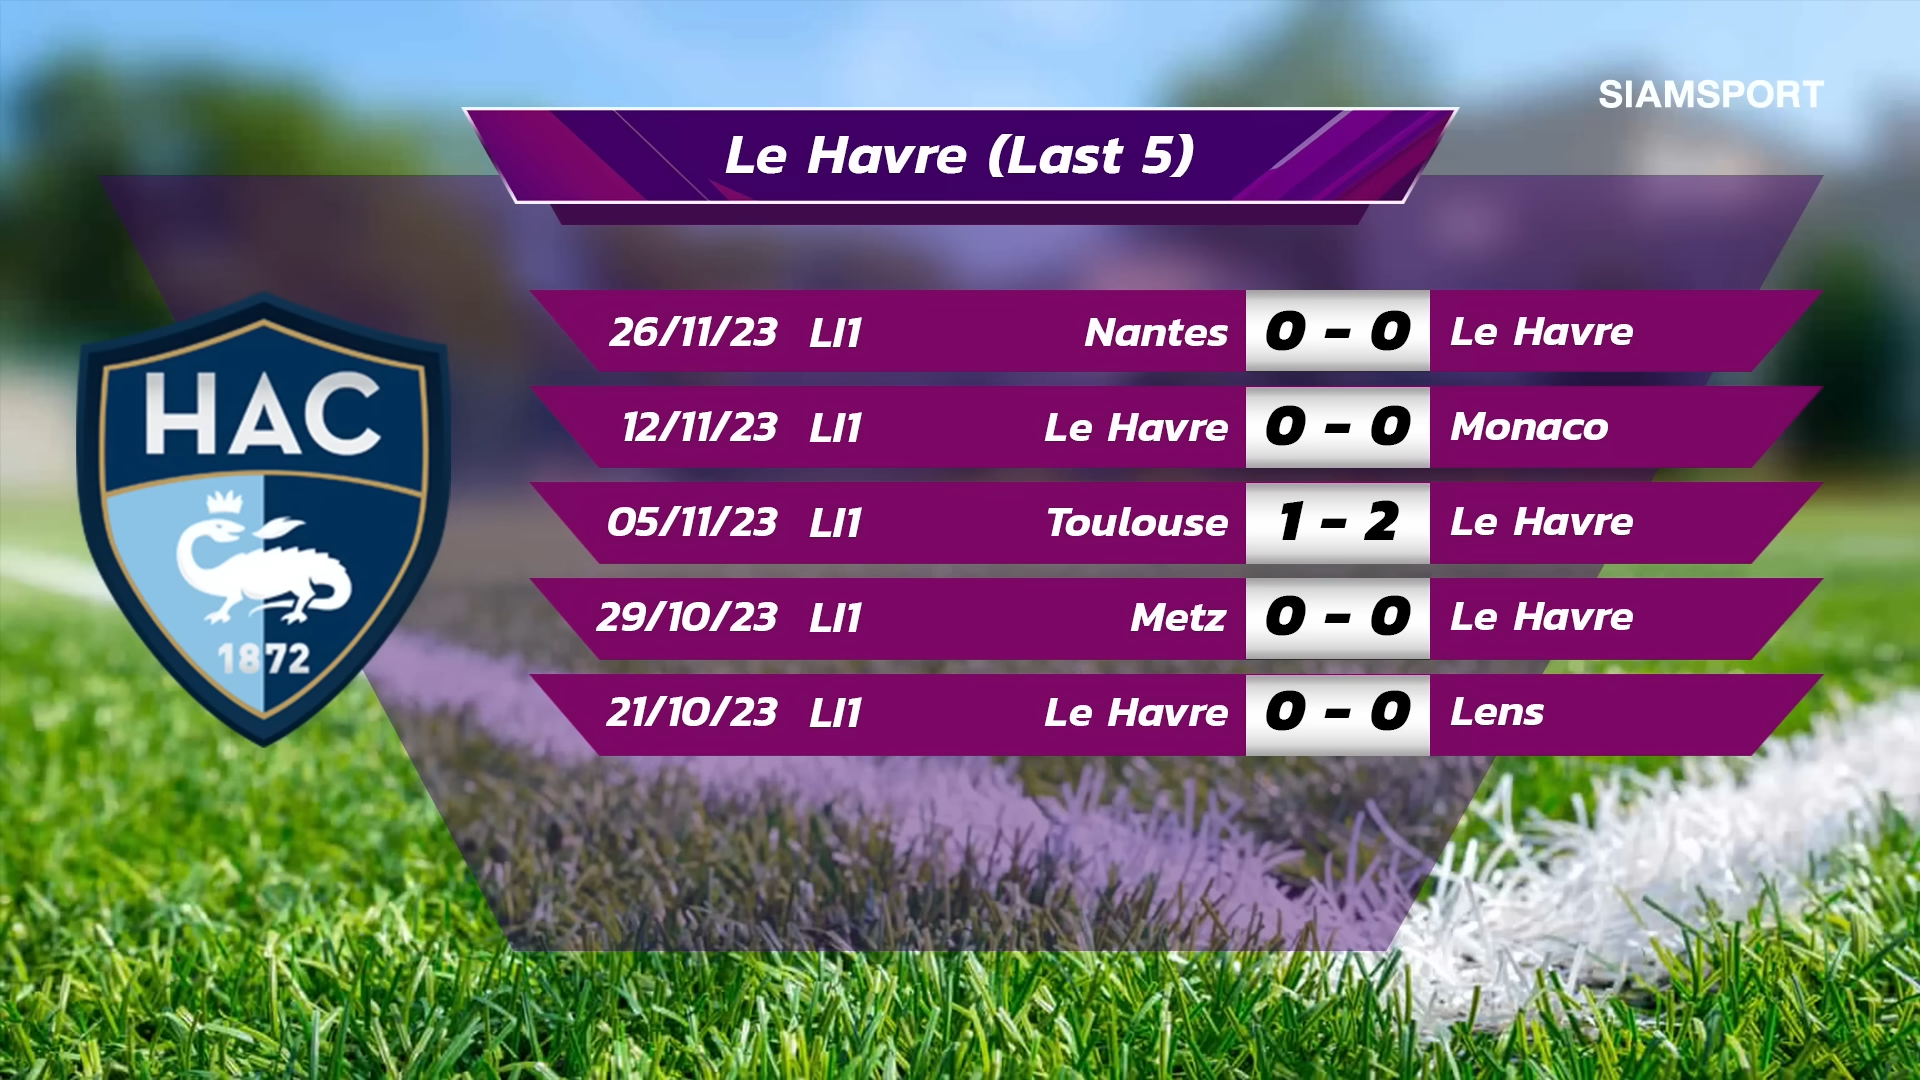 SIAMSPORT
Le Havre (Last 5)
26/11/23 LI1 Nantes 0 - 0 Le Havre
12/11/23 LI1 Le Havre 0 - 0 Monaco
05/11/23 LI1 Toulouse 1 - 2 Le Havre
29/10/23 LI1 Metz 0 - 0 Le Havre
21/10/23 LI1 Le Havre 0 - 0 Lens
HAC
1872